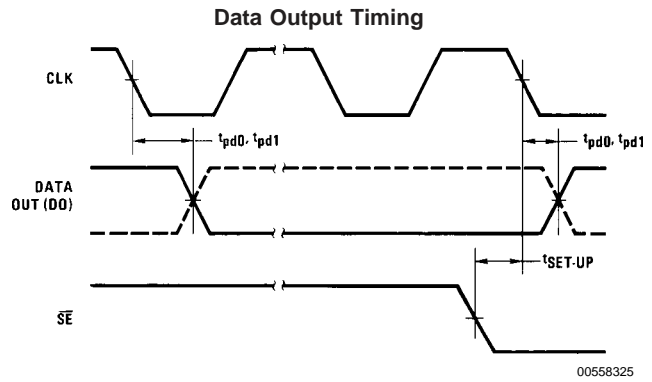 Data Output Timing
CLK
tpd0, tpd1
tpd0, tpd1
DATA
OUT (DO)
tSET-UP
SE
00558325